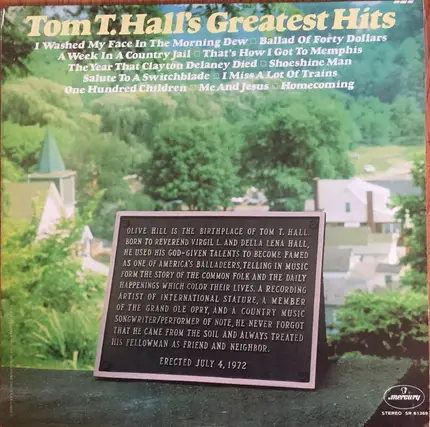 Tom T. Hall's Greatest Hits
I Washed My Face In The Morning Dew □ Ballad Of Forty Dollars
A Week In A Country Jail □ That's How I Got To Memphis
The Year That Clayton Delaney Died □ Shoeshine Man
Salute To A Switchblade □ I Miss A Lot Of Trains
One Hundred Children □ Me And Jesus □ Homecoming
OLIVE HILL IS THE BIRTHPLACE OF TOM T. HALL.
BORN TO REVEREND VIRGIL L. AND DELLA LENA HALL,
HE USED HIS GOD-GIVEN TALENTS TO BECOME FAMED
AS ONE OF AMERICA'S BALLADEERS, TELLING IN MUSIC
FORM THE STORY OF THE COMMON FOLK AND THE DAILY
HAPPENINGS WHICH COLOR THEIR LIVES. A RECORDING
ARTIST OF INTERNATIONAL STATURE, A MEMBER
OF THE GRAND OLE OPRY, AND A COUNTRY MUSIC
SONGWRITER/PERFORMER OF NOTE, HE NEVER FORGOT
THAT HE CAME FROM THE SOIL AND ALWAYS TREATED
HIS FELLOWMAN AS FRIEND AND NEIGHBOR.
ERECTED JULY 4, 1972
mercury
STEREO SR 61369